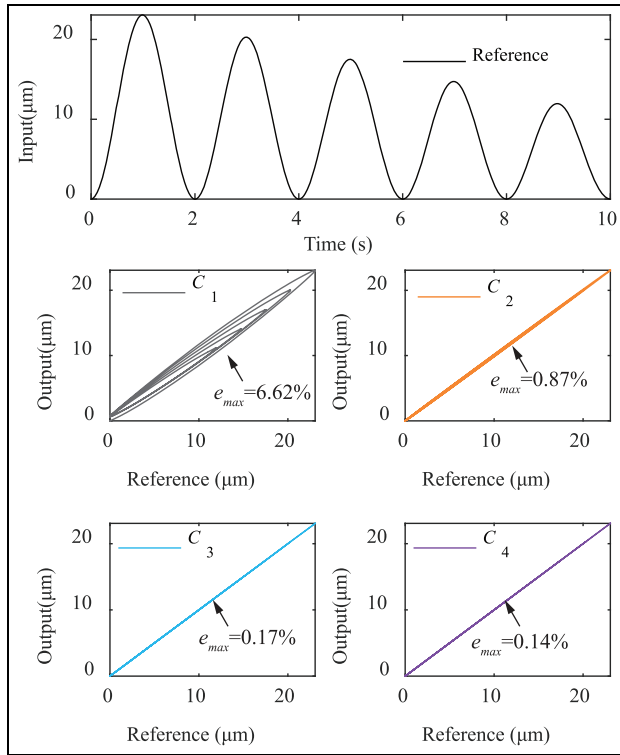 20
10
0
Input(μm)
Reference
0 2 4 6 8 10
Time (s)
20
10
0
Output(μm)
C 1
e max=6.62%
0 10 20
Reference (μm)
20
10
0
Output(μm)
C 2
e max=0.87%
0 10 20
Reference (μm)
20
10
0
Output(μm)
C 3
e max=0.17%
0 10 20
Reference (μm)
20
10
0
Output(μm)
C 4
e max=0.14%
0 10 20
Reference (μm)